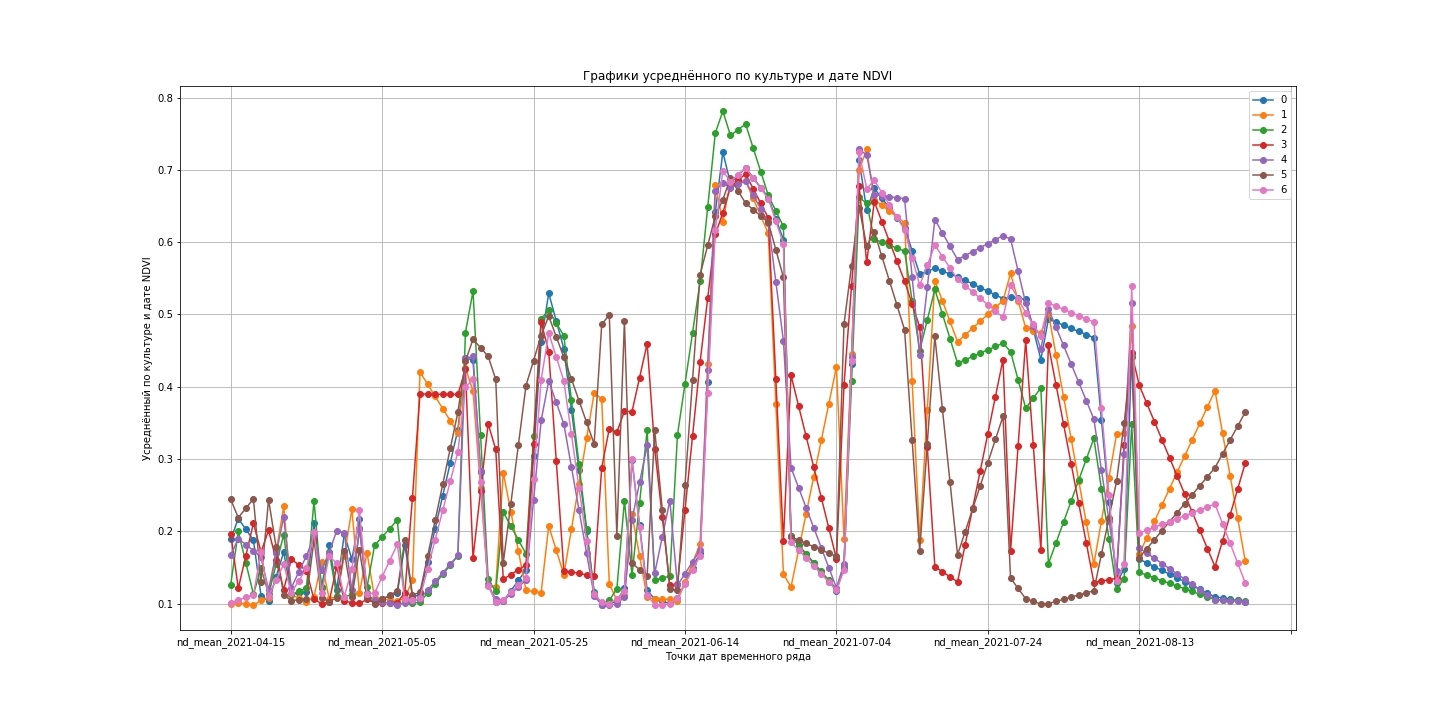 Графики усреднённого по культуре и дате NDVI
Усреднённый по культуре и дате NDVI
0.8
0.7
0.6
0.5
0.4
0.3
0.2
0.1
0
1
2
3
4
5
6
nd_mean_2021-04-15
nd_mean_2021-05-05
nd_mean_2021-05-25
nd_mean_2021-06-14
nd_mean_2021-07-04
nd_mean_2021-07-24
nd_mean_2021-08-13
Точки дат временного ряда